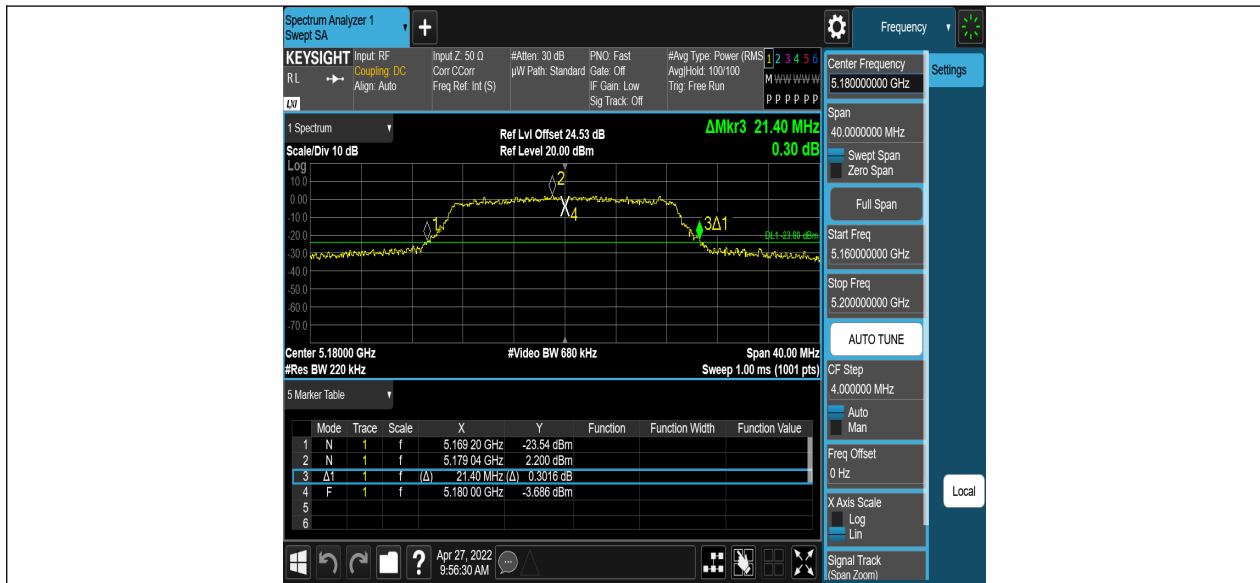 Spectrum Analyzer 1
Swept SA
+
Frequency
KEYSIGHT
RL
LXI
Input: RF
Coupling: DC
Align: Auto
Input Z: 50 Ω
Corr CCorr
Freq Ref: Int (S)
#Atten: 30 dB
µW Path: Standard
PNO: Fast
Gate: Off
IF Gain: Low
Sig Track: Off
#Avg Type: Power (RMS
Avg|Hold: 100/100
Trig: Free Run
1 2 3 4 5 6
M W W W W W
P P P P P P
Center Frequency
5.180000000 GHz
Settings
Span
40.0000000 MHz
Swept Span
Zero Span
Full Span
Start Freq
5.160000000 GHz
Stop Freq
5.200000000 GHz
AUTO TUNE
CF Step
4.000000 MHz
Auto
Man
Freq Offset
0 Hz
X Axis Scale
Log
Lin
Signal Track
(Span Zoom)
Local
1 Spectrum
Scale/Div 10 dB
Ref Lvl Offset 24.53 dB
Ref Level 20.00 dBm
ΔMkr3 21.40 MHz
0.30 dB
Log
10.0
0.00
-10.0
-20.0
-30.0
-40.0
-50.0
-60.0
-70.0
1
2
4
3Δ1
DL1 -23.80 dBm
Center 5.18000 GHz
#Video BW 680 kHz
Span 40.00 MHz
#Res BW 220 kHz
Sweep 1.00 ms (1001 pts)
5 Marker Table
Mode Trace Scale X Y Function Function Width Function Value
1 N 1 f 5.169 20 GHz -23.54 dBm
2 N 1 f 5.179 04 GHz 2.200 dBm
3 Δ1 1 f (Δ) 21.40 MHz (Δ) 0.3016 dB
4 F 1 f 5.180 00 GHz -3.686 dBm
5
6
?
Apr 27, 2022
9:56:30 AM